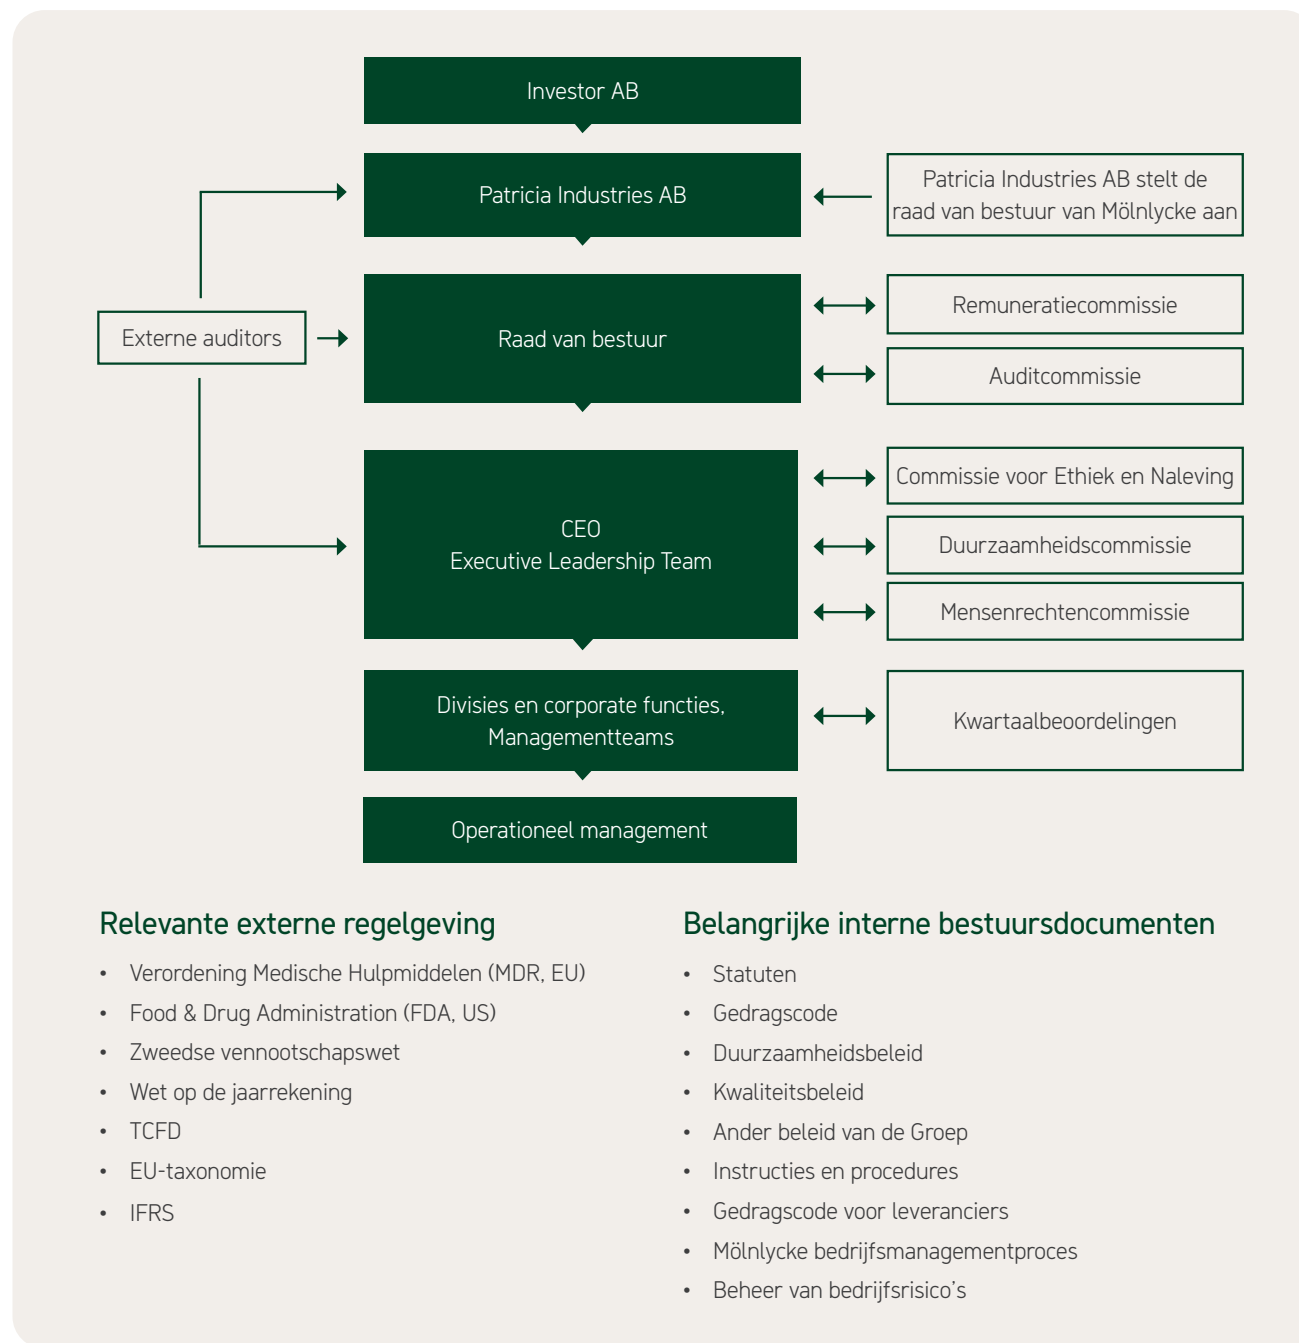 Investor AB
Patricia Industries AB
Patricia Industries AB stelt de
raad van bestuur van Mölnlycke aan
Externe auditors
Raad van bestuur
Remuneratiecommissie
Auditcommissie
CEO
Executive Leadership Team
Commissie voor Ethiek en Naleving
Duurzaamheidscommissie
Mensenrechtencommissie
Divisies en corporate functies,
Managementteams
Kwartaalbeoordelingen
Operationeel management
Relevante externe regelgeving
• Verordening Medische Hulpmiddelen (MDR, EU)
• Food & Drug Administration (FDA, US)
• Zweedse vennootschapswet
• Wet op de jaarrekening
• TCFD
• EU-taxonomie
• IFRS
Belangrijke interne bestuursdocumenten
• Statuten
• Gedragscode
• Duurzaamheidsbeleid
• Kwaliteitsbeleid
• Ander beleid van de Groep
• Instructies en procedures
• Gedragscode voor leveranciers
• Mölnlycke bedrijfsmanagementproces
• Beheer van bedrijfsrisico’s